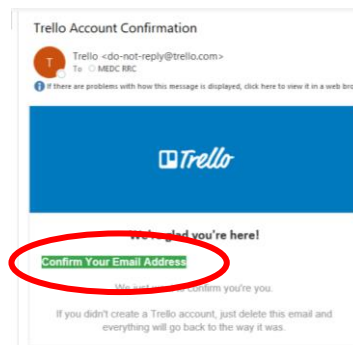 Trello Account Confirmation
T
Trello <do-not-reply@trello.com>
To MEDC RRC
If there are problems with how this message is displayed, click here to view it in a web
Trello
We're glad you're here!
Confirm Your Email Address
We just confirm you're you.
If you didn't create a Trello account, just delete this email and
everything will go back to the way it was.